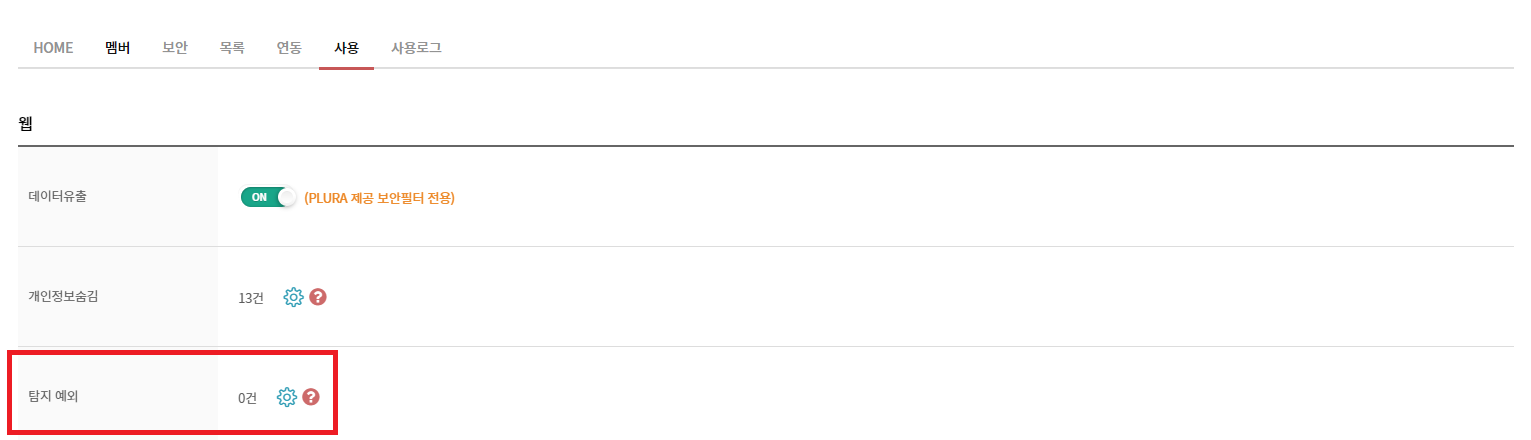 HOME 멤버 보안 목록 연동 사용 사용로그
웹
데이터유출 ON (PLURA 제공 보안필터 전용)
개인정보숨김 13건 ?
탐지 예외 0건 ?